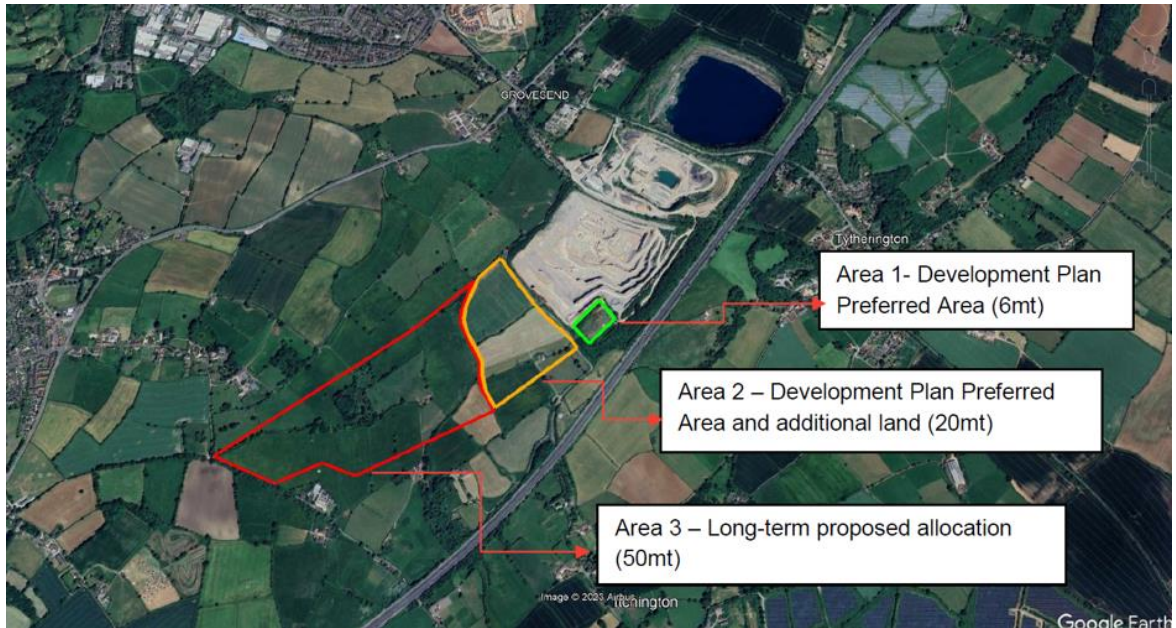 GROVESEND
Tytherington
Area 1- Development Plan
Preferred Area (6mt)
Area 2 – Development Plan Preferred
Area and additional land (20mt)
Area 3 – Long-term proposed allocation
(50mt)
Image © 2023 Airbus
Itchington
Google Earth